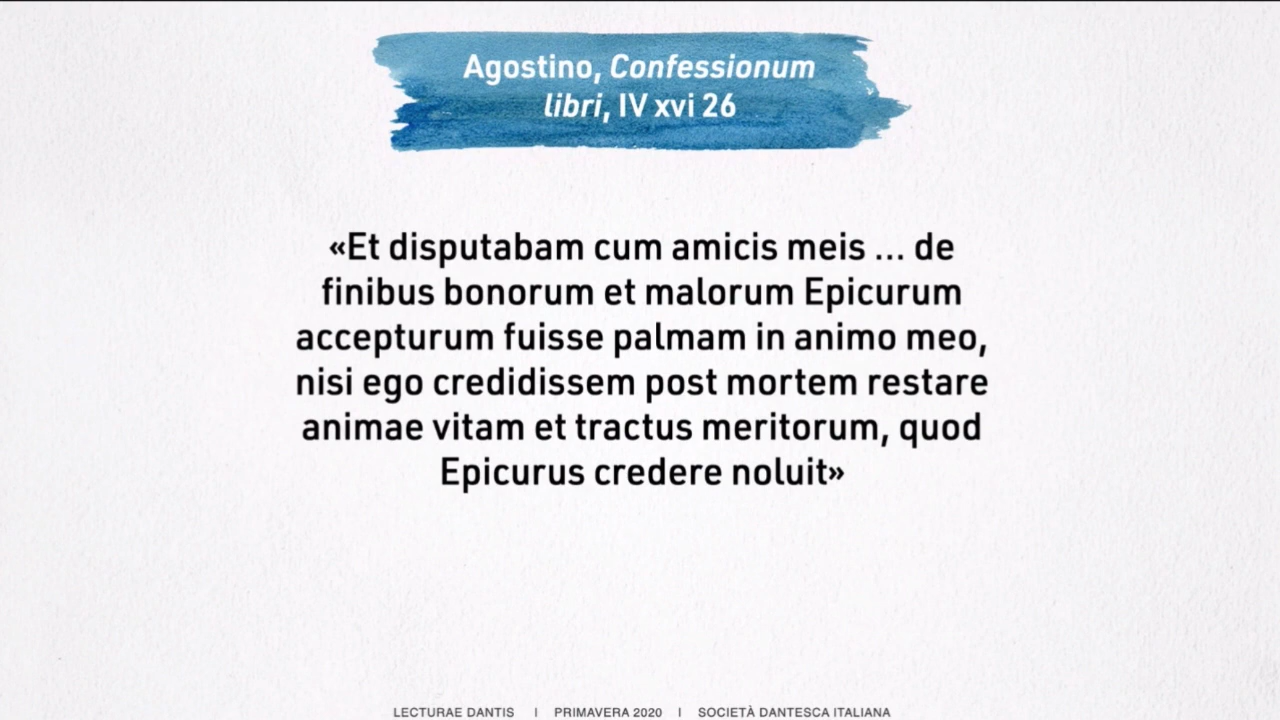 Agostino, Confessionum
libri, IV xvi 26
«Et disputabam cum amicis meis ... de
finibus bonorum et malorum Epicurum
accepturum fuisse palmam in animo meo,
nisi ego credidissem post mortem restare
animae vitam et tractus meritorum, quod
Epicurus credere noluit»
LECTURAE DANTIS | PRIMAVERA 2020 | SOCIETÀ DANTESCA ITALIANA